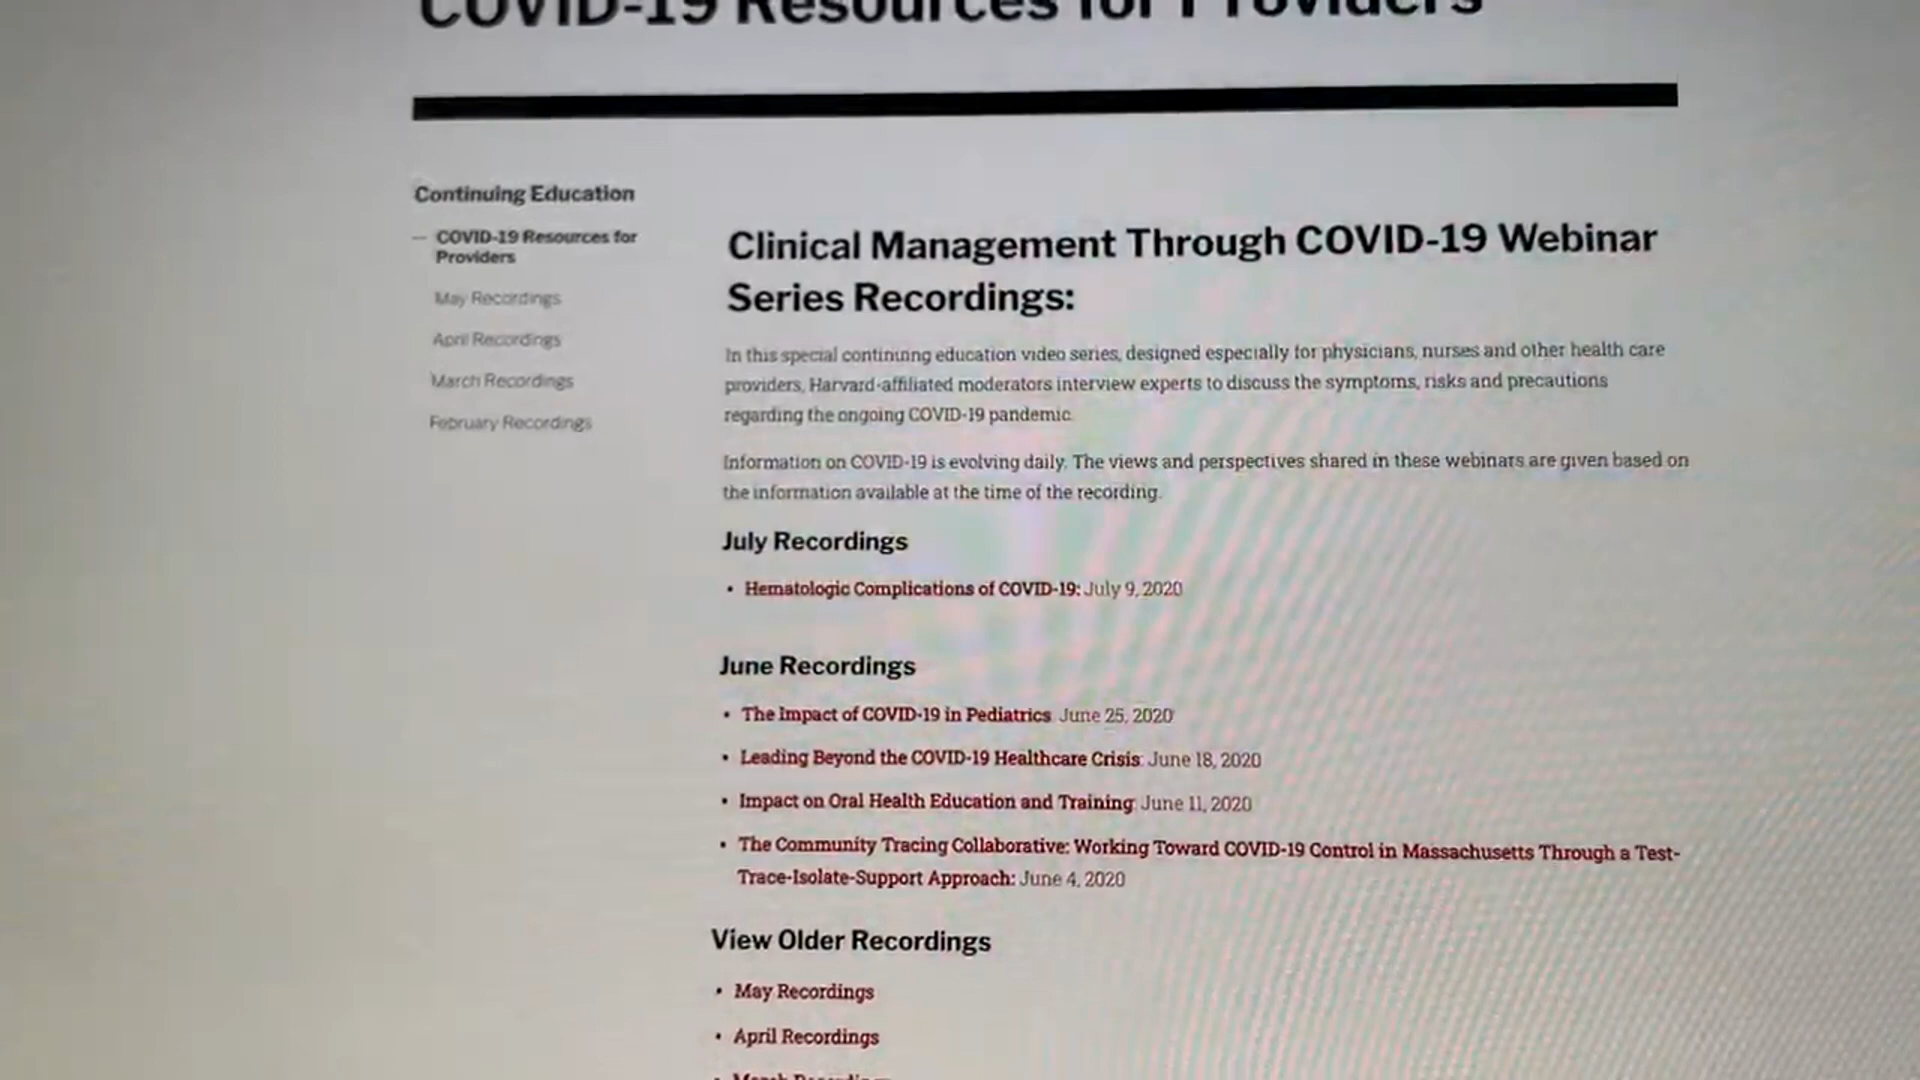 COVID-19 Resources for Providers
Continuing Education
— COVID-19 Resources for
Providers
May Recordings
April Recordings
March Recordings
February Recordings
Clinical Management Through COVID-19 Webinar
Series Recordings:
In this special continuing education video series, designed especially for physicians, nurses and other health care
providers, Harvard-affiliated moderators interview experts to discuss the symptoms, risks and precautions
regarding the ongoing COVID-19 pandemic.
Information on COVID-19 is evolving daily. The views and perspectives shared in these webinars are given based on
the information available at the time of the recording.
July Recordings
• Hematologic Complications of COVID-19: July 9, 2020
June Recordings
• The Impact of COVID-19 in Pediatrics: June 25, 2020
• Leading Beyond the COVID-19 Healthcare Crisis: June 18, 2020
• Impact on Oral Health Education and Training: June 11, 2020
• The Community Tracing Collaborative: Working Toward COVID-19 Control in Massachusetts Through a Test-
Trace-Isolate-Support Approach: June 4, 2020
View Older Recordings
• May Recordings
• April Recordings
• March Recordings